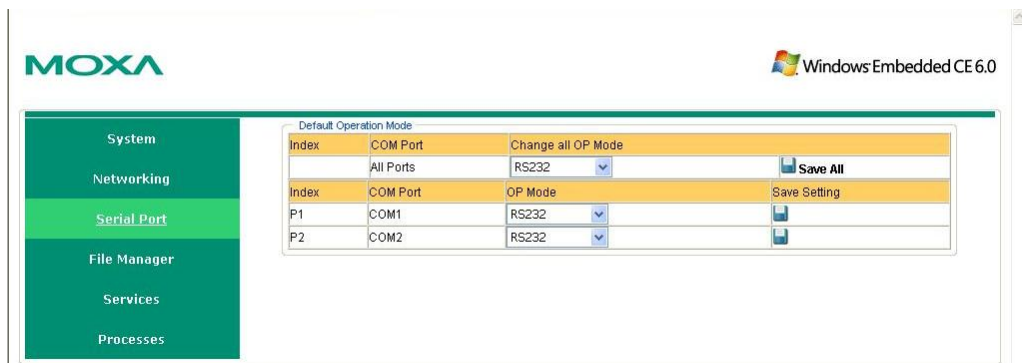 MOXA
Windows Embedded CE 6.0
System
Networking
Serial Port
File Manager
Services
Processes
Default Operation Mode
Index COM Port Change all OP Mode
All Ports RS232 Save All
Index COM Port OP Mode Save Setting
P1 COM1 RS232
P2 COM2 RS232